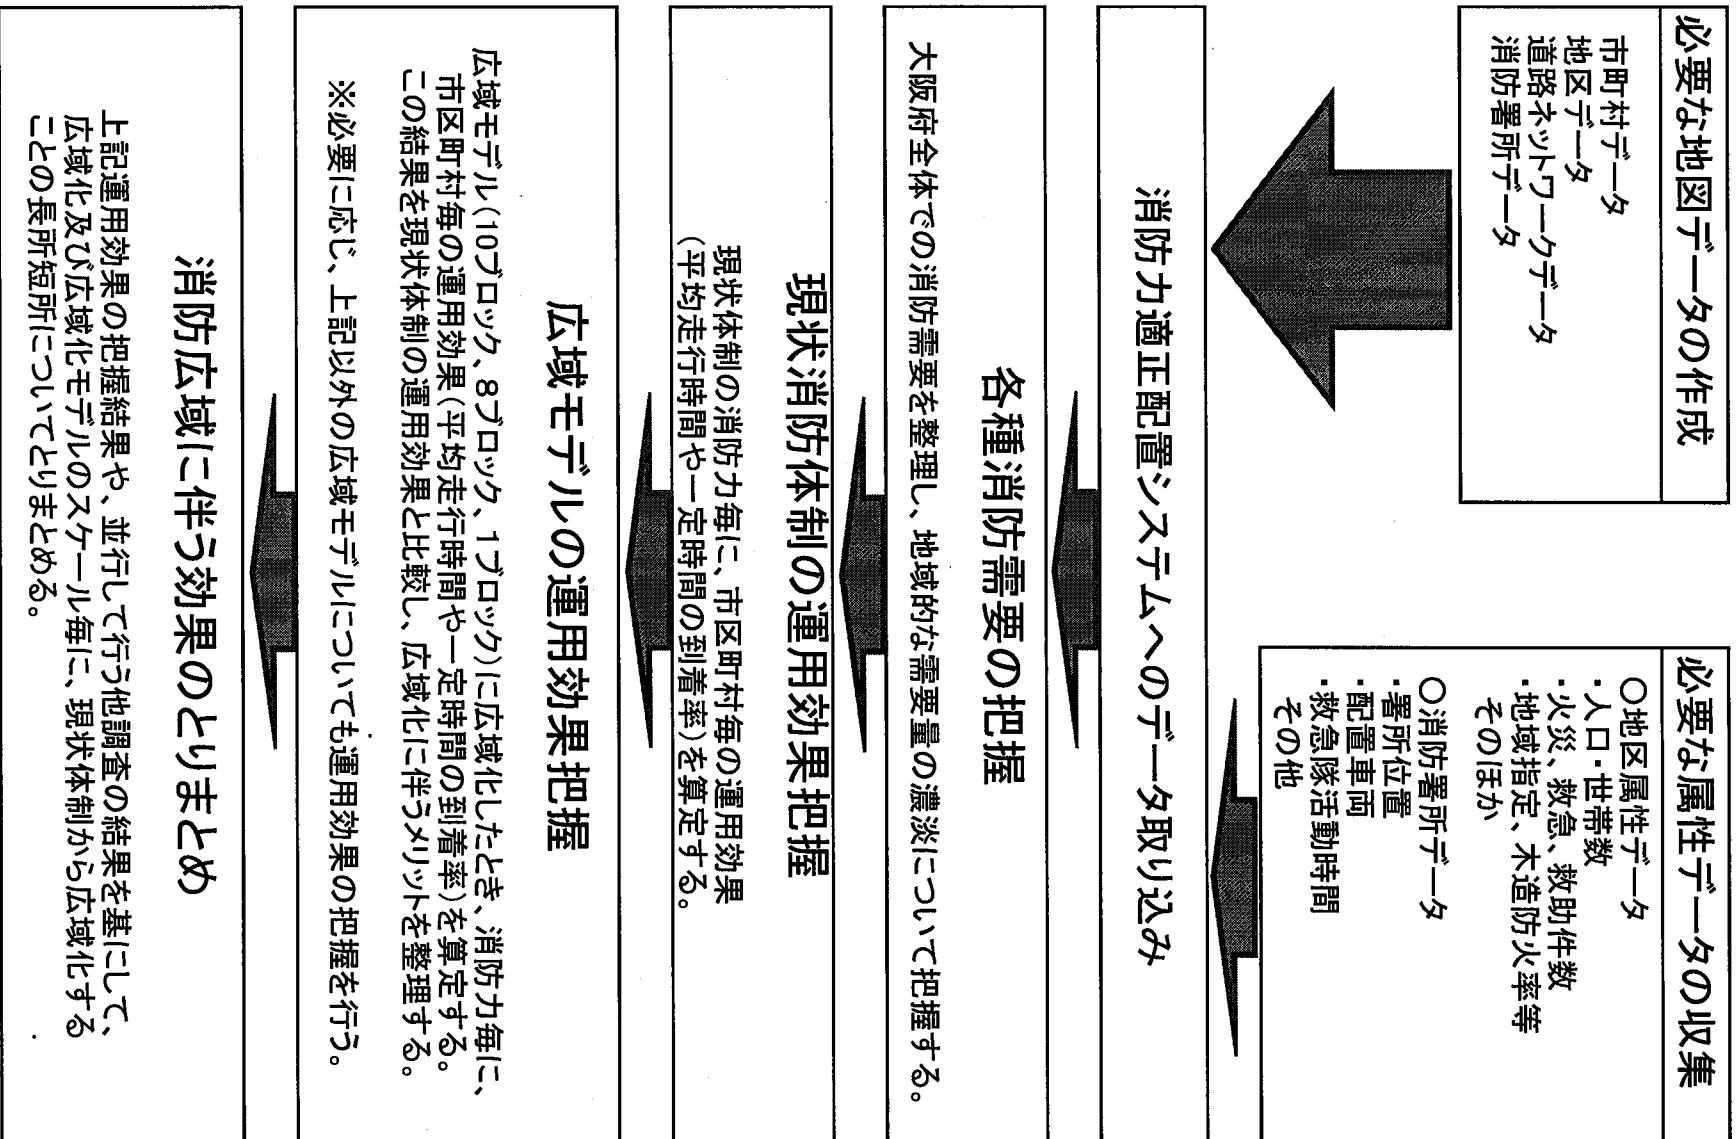 必要な地図データの作成
市町村データ
地区データ
道路ネットワークデータ
消防署所データ
必要な属性データの収集
〇地区属性データ
・人口・世帯数
・火災、救急、救助件数
・地域指定、木造防火率等
そのほか
〇消防署所データ
・署所位置
・配置車両
・救急隊活動時間
その他
消防力適正配置システムへのデータ取り込み
各種消防需要の把握
大阪府全体での消防需要を整理し、地域的な需要量の濃淡について把握する。
現状消防体制の運用効果把握
現状体制の消防力毎に、市区町村毎の運用効果
(平均走行時間や一定時間の到着率)を算定する。
広域モデルの運用効果把握
広域モデル(10ブロック、8ブロック、1ブロック)に広域化したとき、消防力毎に、
市区町村毎の運用効果(平均走行時間や一定時間の到着率)を算定する。
この結果を現状体制の運用効果と比較し、広域化に伴うメリットを整理する。
※必要に応じ、上記以外の広域モデルについても運用効果の把握を行う。
消防広域に伴う効果のとりまとめ
上記運用効果の把握結果や、並行して行う他調査の結果を基にして、
広域化及び広域化モデルのスケール毎に、現状体制から広域化する
ことの長所短所についてとりまとめる。